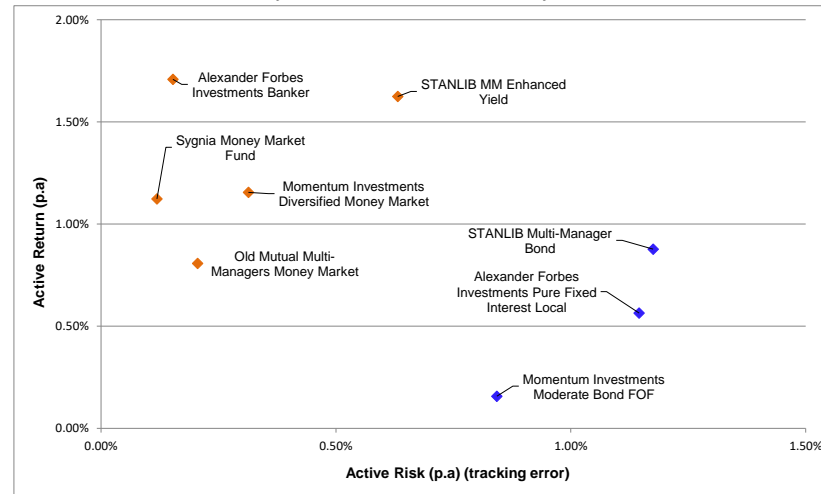 2.00%
Alexander Forbes
Investments Banker
STANLIB MM Enhanced
Yield
1.50%
Sygnia Money Market
Fund
Momentum Investments
Diversified Money Market
1.00%
STANLIB Multi-Manager
Bond
Old Mutual Multi-
Managers Money Market
Alexander Forbes
Investments Pure Fixed
Interest Local
0.50%
Momentum Investments
Moderate Bond FOF
0.00%
Active Return (p.a)
0.00%
0.50%
1.00%
1.50%
Active Risk (p.a) (tracking error)